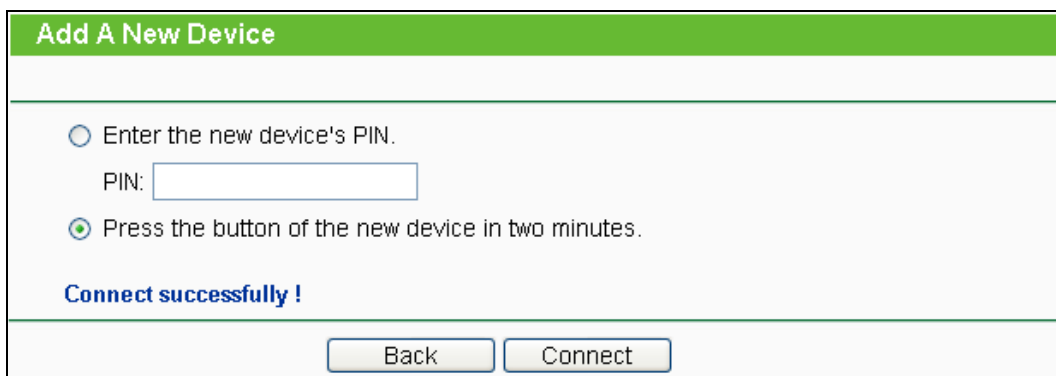 Add A New Device
Enter the new device's PIN.
PIN:
Press the button of the new device in two minutes.
Connect successfully !
Back Connect